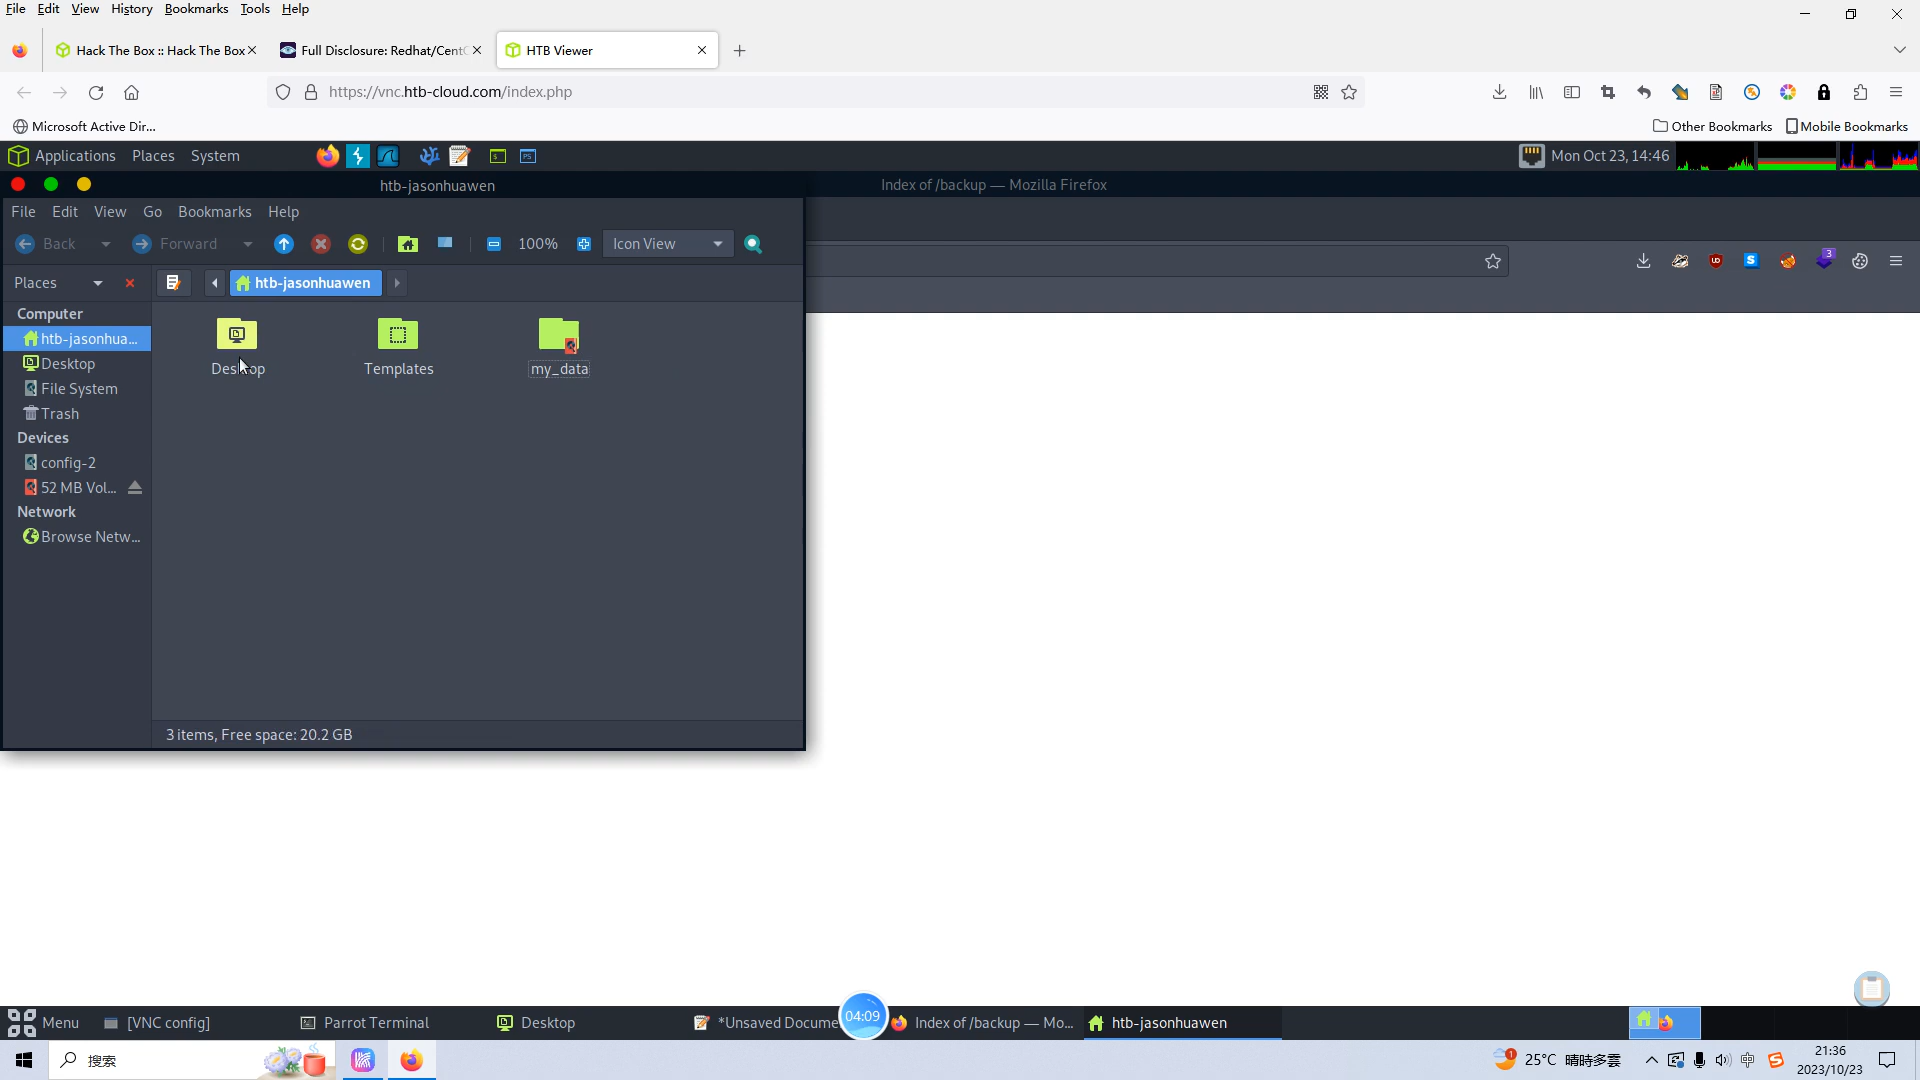 File Edit View History Bookmarks Tools Help
Hack The Box :: Hack The Box
Full Disclosure: Redhat/Cent
HTB Viewer
https://vnc.htb-cloud.com/index.php
Microsoft Active Dir...
Other Bookmarks
Mobile Bookmarks
Applications Places System
Mon Oct 23, 14:46
htb-jasonhuawen
Index of /backup — Mozilla Firefox
File Edit View Go Bookmarks Help
Back Forward 100% Icon View
3
Places
htb-jasonhuawen
Computer
htb-jasonhua...
Desktop
File System
Trash
Devices
config-2
52 MB Vol...
Network
Browse Netw...
Desktop
Templates
my_data
3 items, Free space: 20.2 GB
Menu
[VNC config]
Parrot Terminal
Desktop
*Unsaved Docume
04:09
Index of /backup — Mo...
htb-jasonhuawen
搜索
1
25°C 晴時多雲
中
21:36
2023/10/23